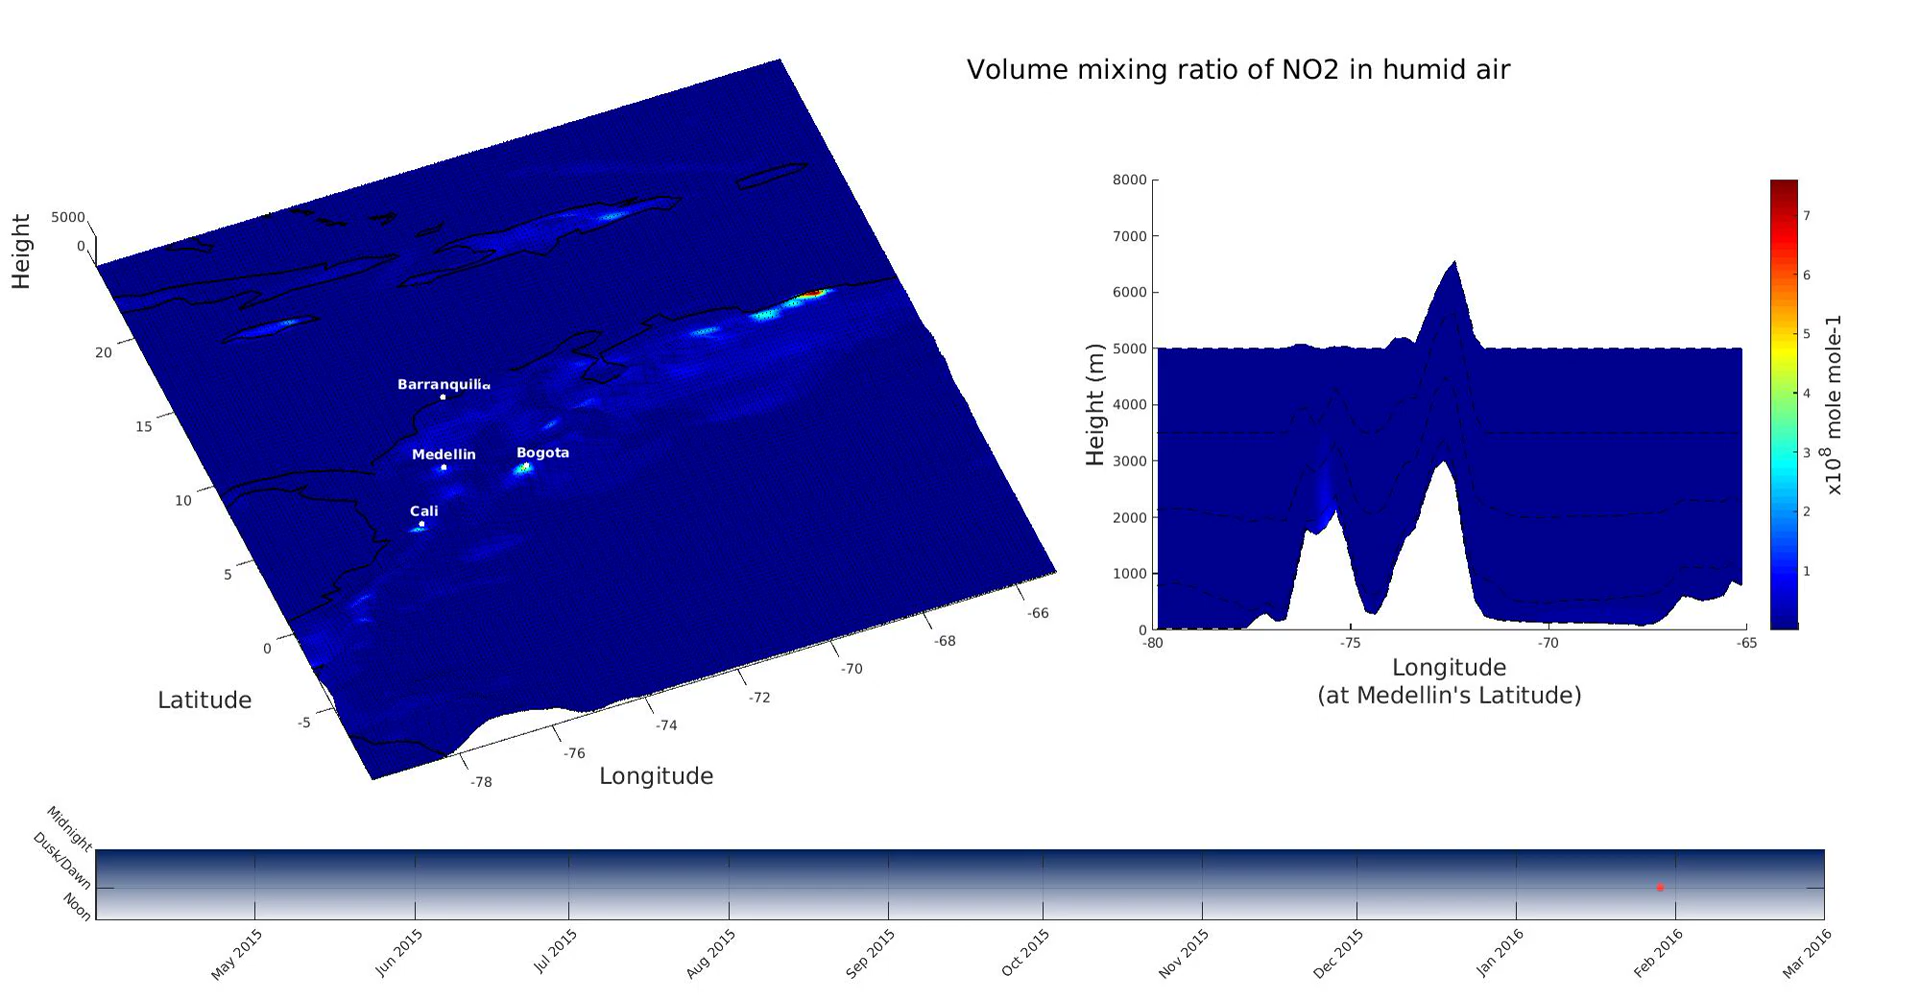 Volume mixing ratio of NO2 in humid air
Height
5000
0
20
15
10
5
0
-5
Latitude
Barranquilla
Medellin
Bogota
Cali
-66
-68
-70
-72
-74
-76
-78
Longitude
8000
7000
6000
5000
4000
3000
2000
1000
0
Height (m)
-80
-75
-70
-65
Longitude
(at Medellin's Latitude)
7
6
5
4
3
2
1
x10⁸ mole mole-1
Midnight
Dusk/Dawn
Noon
May 2015
Jun 2015
Jul 2015
Aug 2015
Sep 2015
Oct 2015
Nov 2015
Dec 2015
Jan 2016
Feb 2016
Mar 2016